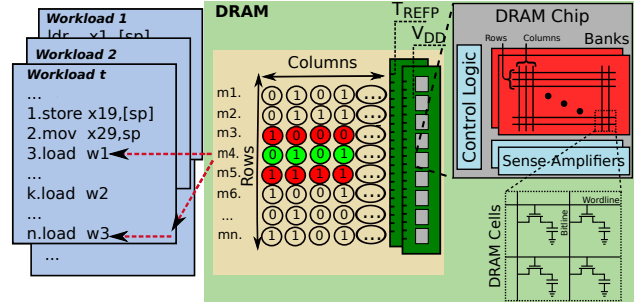 Workload 1
ldr x1, [sp]
Workload 2
Workload t
...
1.store x19,[sp]
2.mov x29,sp
3.load w1
...
k.load w2
...
n.load w3
...
DRAM
Columns
Rows
m1. 0 1 0 1 ...
m2. 0 1 0 1 ...
m3. 1 0 0 0 ...
m4. 0 1 0 1 ...
m5. 1 1 1 1 ...
m6. 1 0 1 ...
... 0 0 0 0 ...
mn. 1 0 1 ...
TREFP
VDD
DRAM Chip
Rows Columns
Banks
Control Logic
Sense-Amplifiers
DRAM Cells
Wordline
Bitline